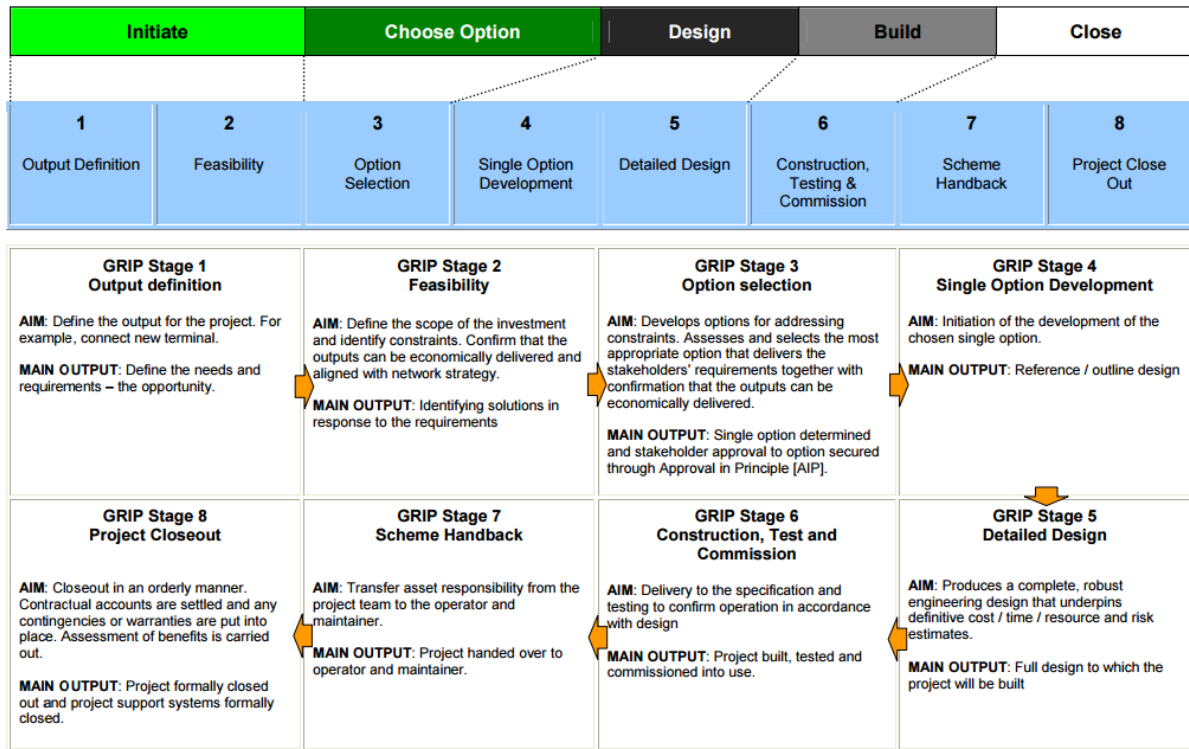 Initiate
Choose Option
Design
Build
Close
1
Output Definition
2
Feasibility
3
Option
Selection
4
Single Option
Development
5
Detailed Design
6
Construction,
Testing &
Commission
7
Scheme
Handback
8
Project Close
Out
GRIP Stage 1
Output definition
AIM: Define the output for the project. For
example, connect new terminal.
MAIN OUTPUT: Define the needs and
requirements – the opportunity.
GRIP Stage 2
Feasibility
AIM: Define the scope of the investment
and identify constraints. Confirm that the
outputs can be economically delivered and
aligned with network strategy.
MAIN OUTPUT: Identifying solutions in
response to the requirements
GRIP Stage 3
Option selection
AIM: Develops options for addressing
constraints. Assesses and selects the most
appropriate option that delivers the
stakeholders' requirements together with
confirmation that the outputs can be
economically delivered.
MAIN OUTPUT: Single option determined
and stakeholder approval to option secured
through Approval in Principle [AIP].
GRIP Stage 4
Single Option Development
AIM: Initiation of the development of the
chosen single option.
MAIN OUTPUT: Reference / outline design
GRIP Stage 8
Project Closeout
AIM: Closeout in an orderly manner.
Contractual accounts are settled and any
contingencies or warranties are put into
place. Assessment of benefits is carried
out.
MAIN OUTPUT: Project formally closed
out and project support systems formally
closed.
GRIP Stage 7
Scheme Handback
AIM: Transfer asset responsibility from the
project team to the operator and
maintainer.
MAIN OUTPUT: Project handed over to
operator and maintainer.
GRIP Stage 6
Construction, Test and
Commission
AIM: Delivery to the specification and
testing to confirm operation in accordance
with design
MAIN OUTPUT: Project built, tested and
commissioned into use.
GRIP Stage 5
Detailed Design
AIM: Produces a complete, robust
engineering design that underpins
definitive cost / time / resource and risk
estimates.
MAIN OUTPUT: Full design to which the
project will be built